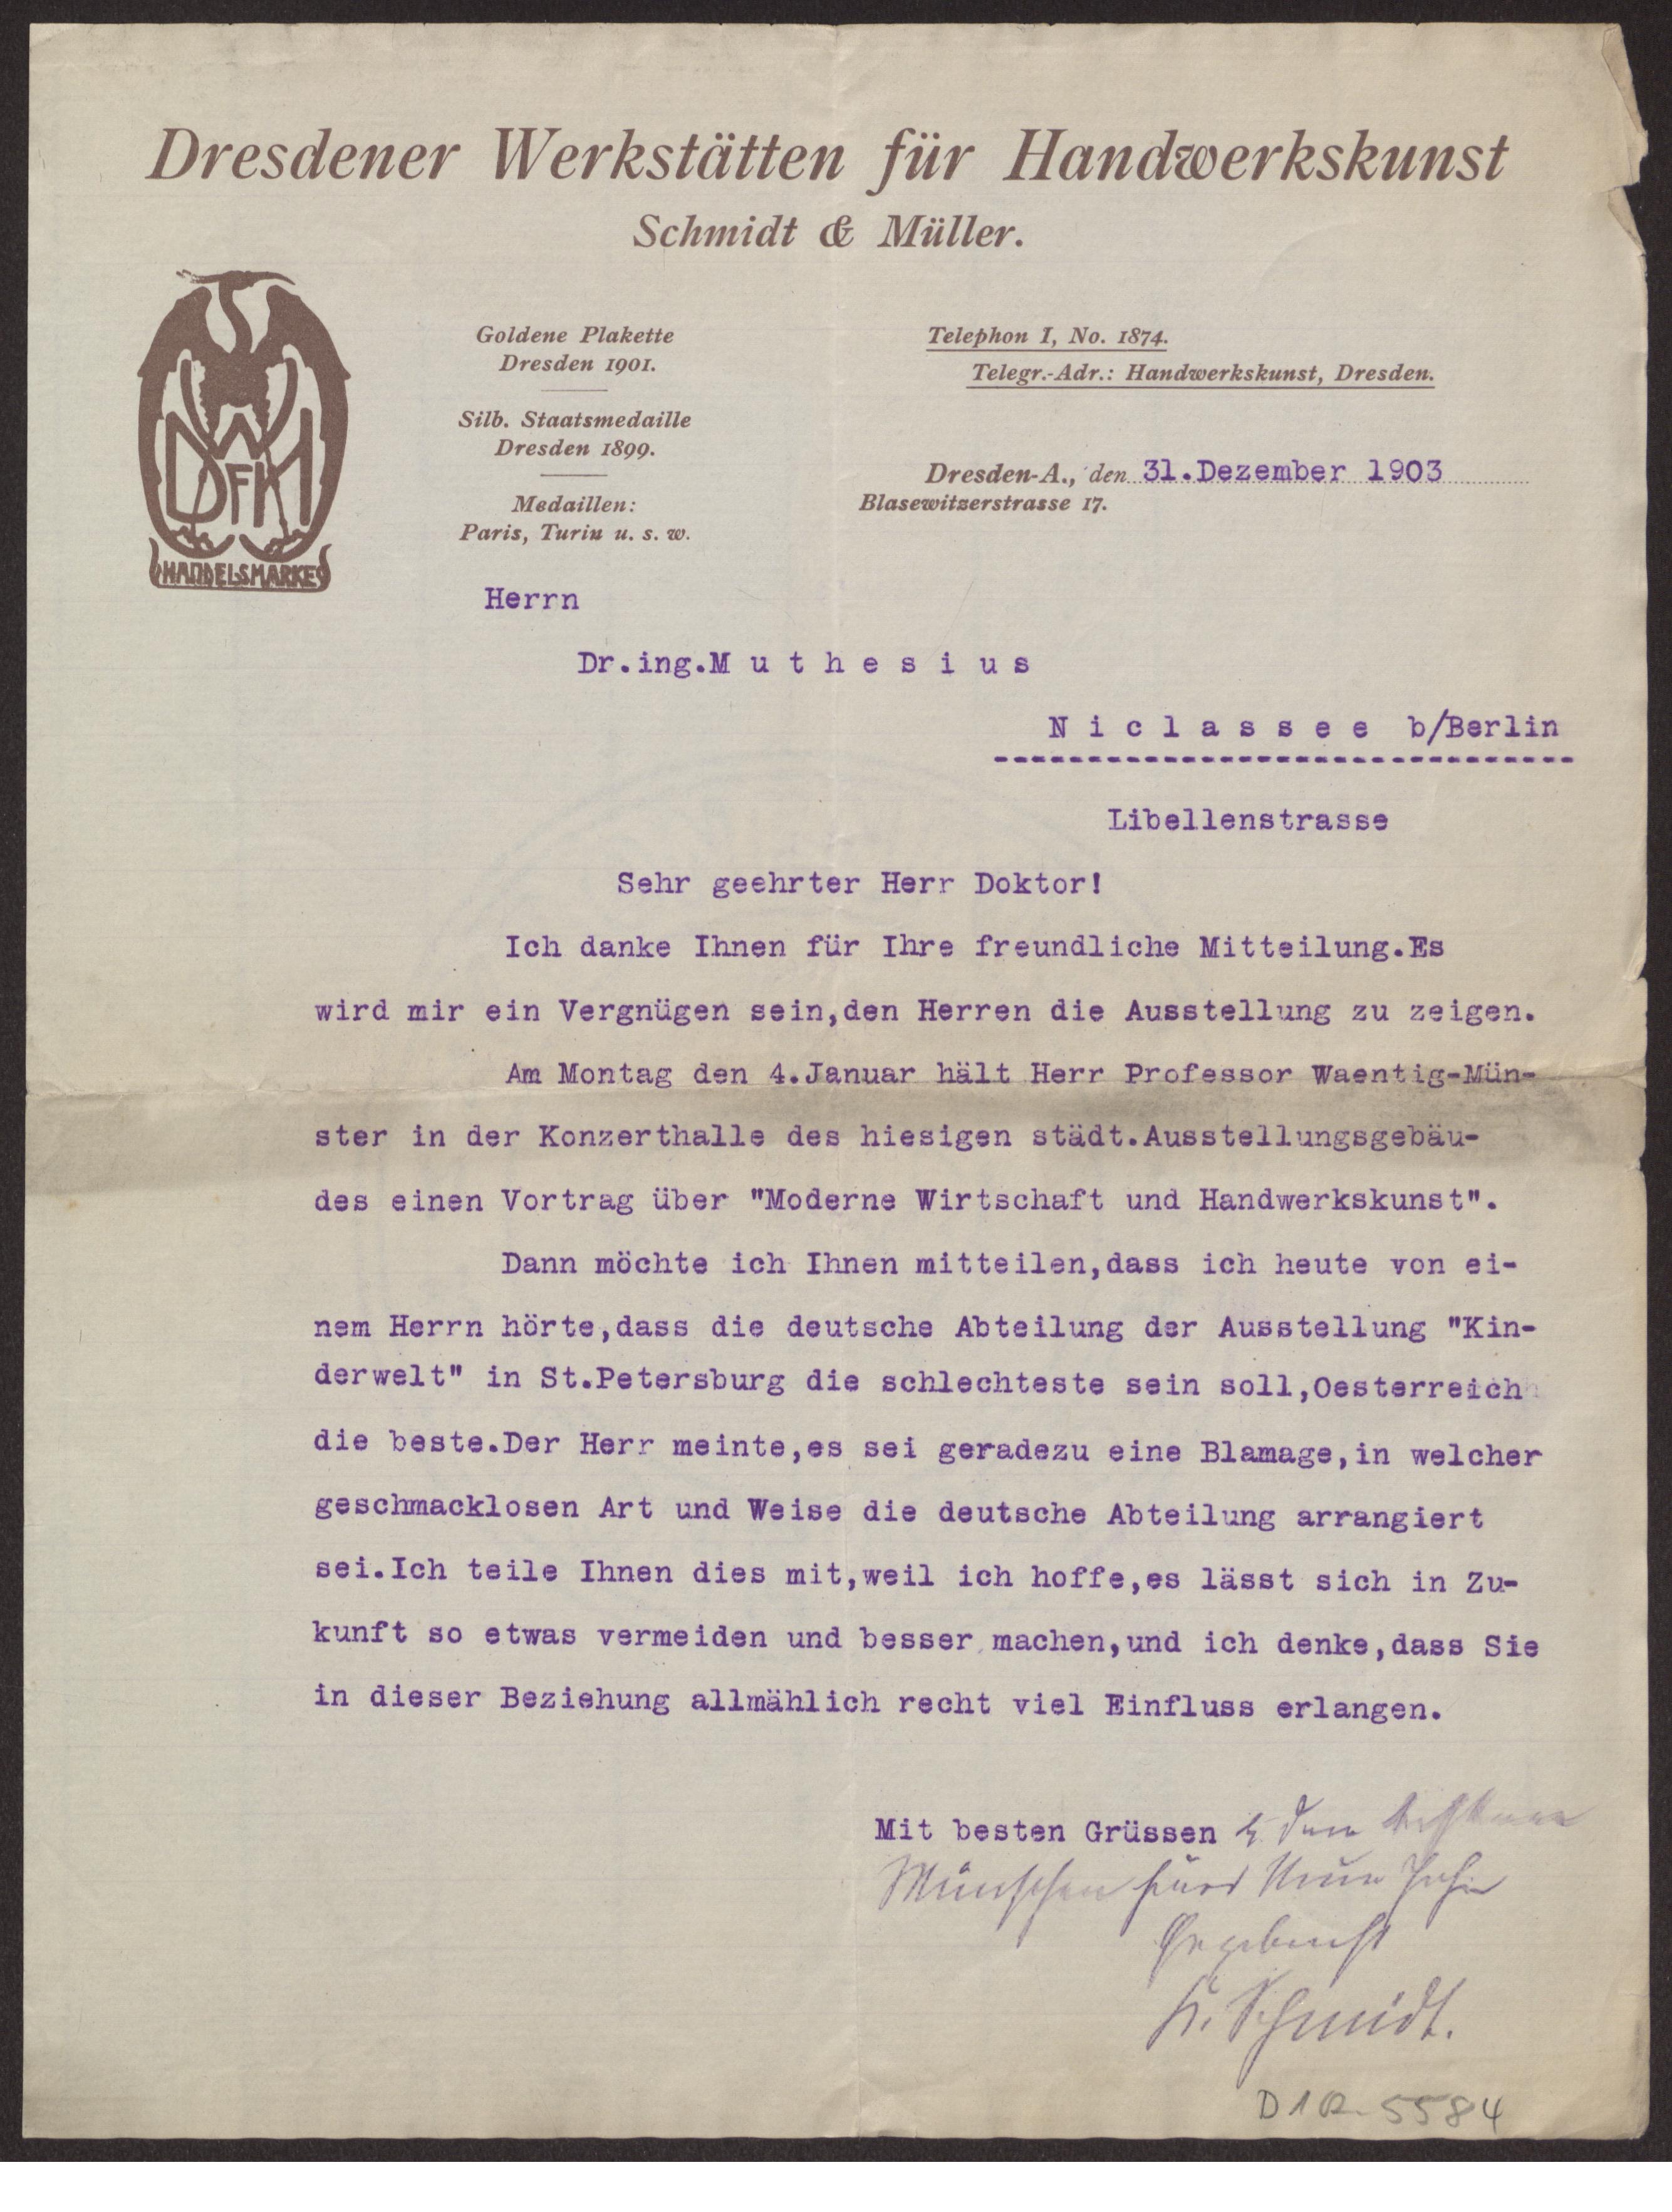 Dresdener Werkstätten für Handwerkskunst
Schmidt & Müller.
DWFHK
HANDELSMARKE
Goldene Plakette
Dresden 1901.
Silb. Staatsmedaille
Dresden 1899.
Medaillen:
Paris, Turin u. s. w.
Telephon I, No. 1874.
Telegr.-Adr.: Handwerkskunst, Dresden.
Dresden-A., den 31.Dezember 1903
Blasewitzerstrasse 17.
Herrn
Dr.ing.M u t h e s i u s
N i c l a s s e e b/Berlin
-------------------------------
Libellenstrasse
Sehr geehrter Herr Doktor!
Ich danke Ihnen für Ihre freundliche Mitteilung.Es
wird mir ein Vergnügen sein,den Herren die Ausstellung zu zeigen.
Am Montag den 4.Januar hält Herr Professor Waentig-Mün-
ster in der Konzerthalle des hiesigen städt.Ausstellungsgebäu-
des einen Vortrag über "Moderne Wirtschaft und Handwerkskunst".
Dann möchte ich Ihnen mitteilen,dass ich heute von ei-
nem Herrn hörte,dass die deutsche Abteilung der Ausstellung "Kin-
derwelt" in St.Petersburg die schlechteste sein soll,Oesterreich
die beste.Der Herr meinte,es sei geradezu eine Blamage,in welcher
geschmacklosen Art und Weise die deutsche Abteilung arrangiert
sei.Ich teile Ihnen dies mit,weil ich hoffe,es lässt sich in Zu-
kunft so etwas vermeiden und besser machen,und ich denke,dass Sie
in dieser Beziehung allmählich recht viel Einfluss erlangen.
Mit besten Grüssen & den besten
Wünschen fürs Neue Jahr
Ergebenst
K. Schmidt.
5584